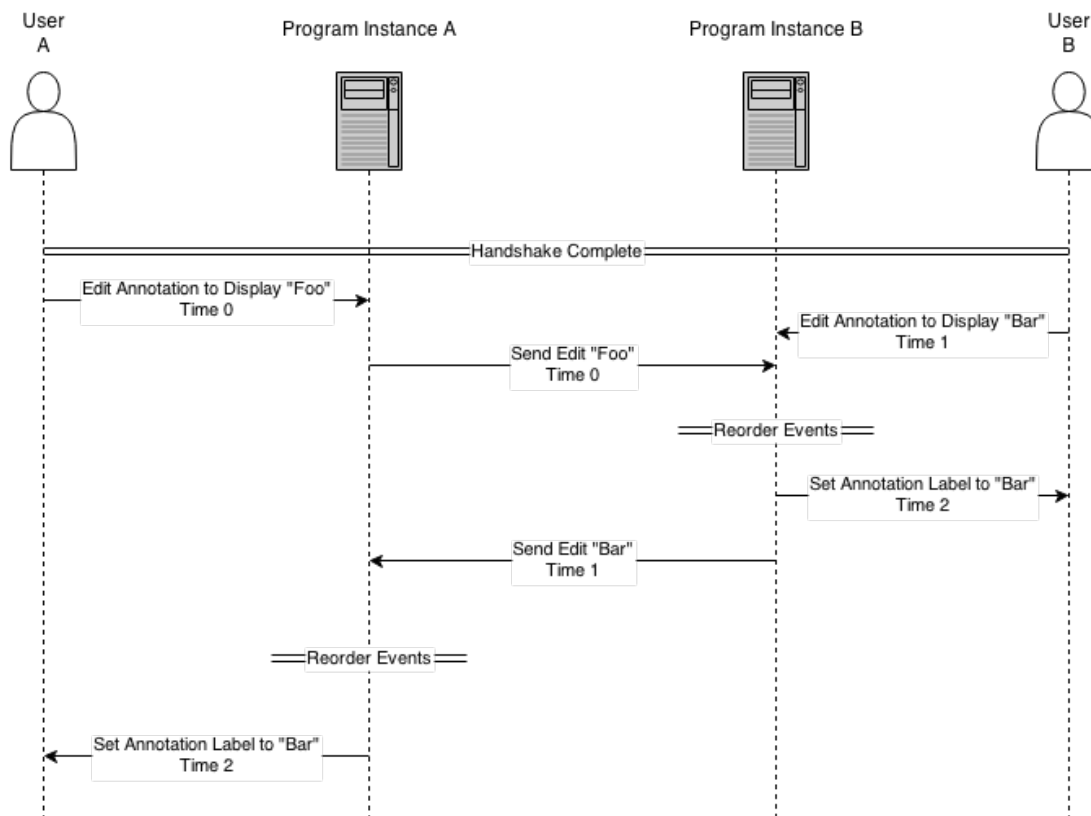 User
A
Program Instance A
Program Instance B
User
B
Handshake Complete
Edit Annotation to Display "Foo"
Time 0
Edit Annotation to Display "Bar"
Time 1
Send Edit "Foo"
Time 0
Reorder Events
Set Annotation Label to "Bar"
Time 2
Send Edit "Bar"
Time 1
Reorder Events
Set Annotation Label to "Bar"
Time 2